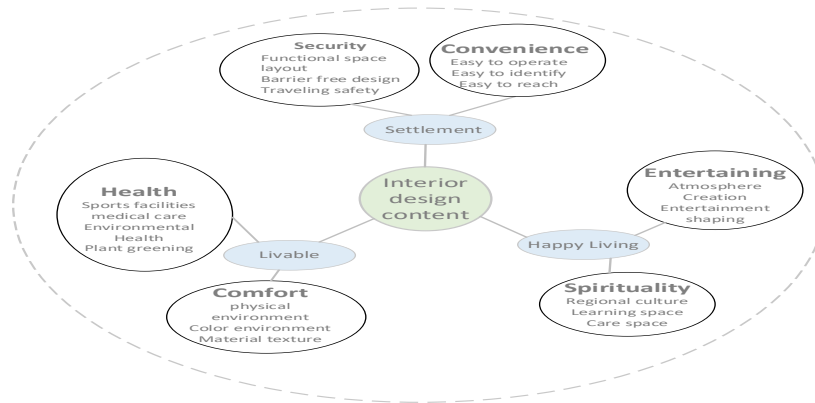 Security
Functional space
layout
Barrier free design
Traveling safety
Convenience
Easy to operate
Easy to identify
Easy to reach
Settlement
Interior
design
content
Health
Sports facilities
medical care
Environmental
Health
Plant greening
Livable
Comfort
physical
environment
Color environment
Material texture
Entertaining
Atmosphere
Creation
Entertainment
shaping
Happy Living
Spirituality
Regional culture
Learning space
Care space